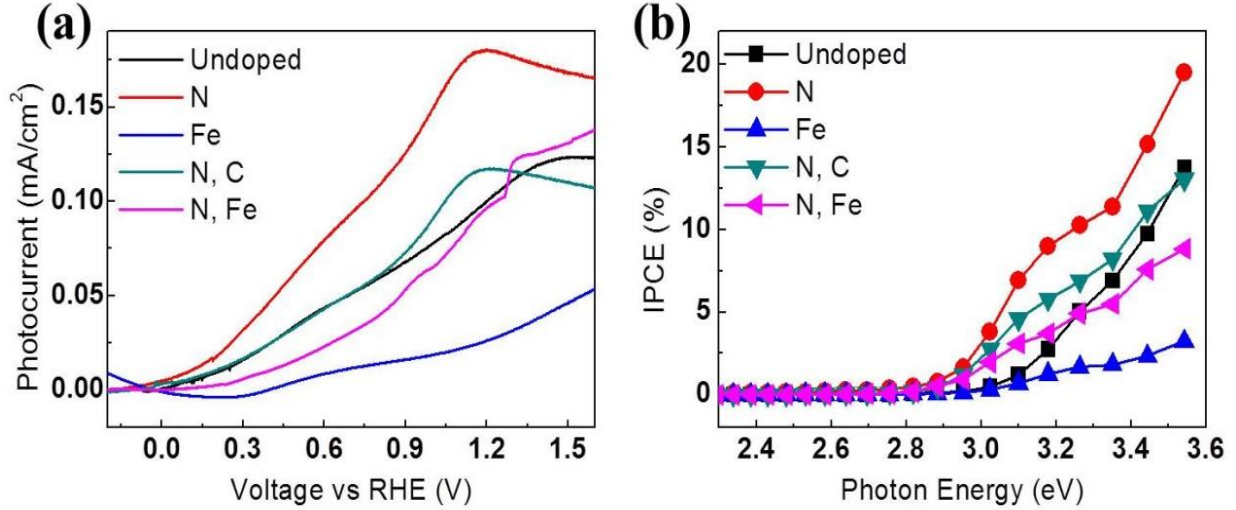 (a)
Photocurrent (mA/cm²)
0.15
0.10
0.05
0.00
Undoped
N
Fe
N, C
N, Fe
0.0 0.3 0.6 0.9 1.2 1.5
Voltage vs RHE (V)
(b)
IPCE (%)
20
15
10
5
0
Undoped
N
Fe
N, C
N, Fe
2.4 2.6 2.8 3.0 3.2 3.4 3.6
Photon Energy (eV)